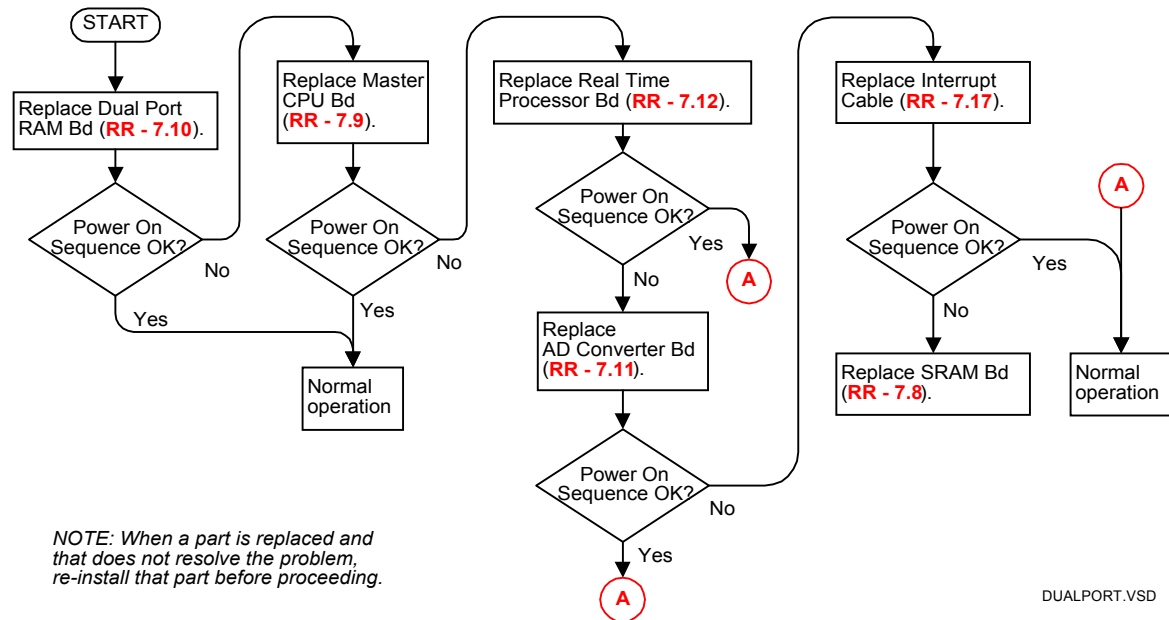 START
Replace Dual Port
RAM Bd (RR - 7.10).
Power On
Sequence OK?
No
Yes
Replace Master
CPU Bd
(RR - 7.9).
Power On
Sequence OK?
No
Yes
Normal
operation
Replace Real Time
Processor Bd (RR - 7.12).
Power On
Sequence OK?
Yes
A
No
Replace
AD Converter Bd
(RR - 7.11).
Power On
Sequence OK?
No
Yes
A
Replace Interrupt
Cable (RR - 7.17).
Power On
Sequence OK?
Yes
No
Replace SRAM Bd
(RR - 7.8).
A
Normal
operation
NOTE: When a part is replaced and
that does not resolve the problem,
re-install that part before proceeding.
DUALPORT.VSD